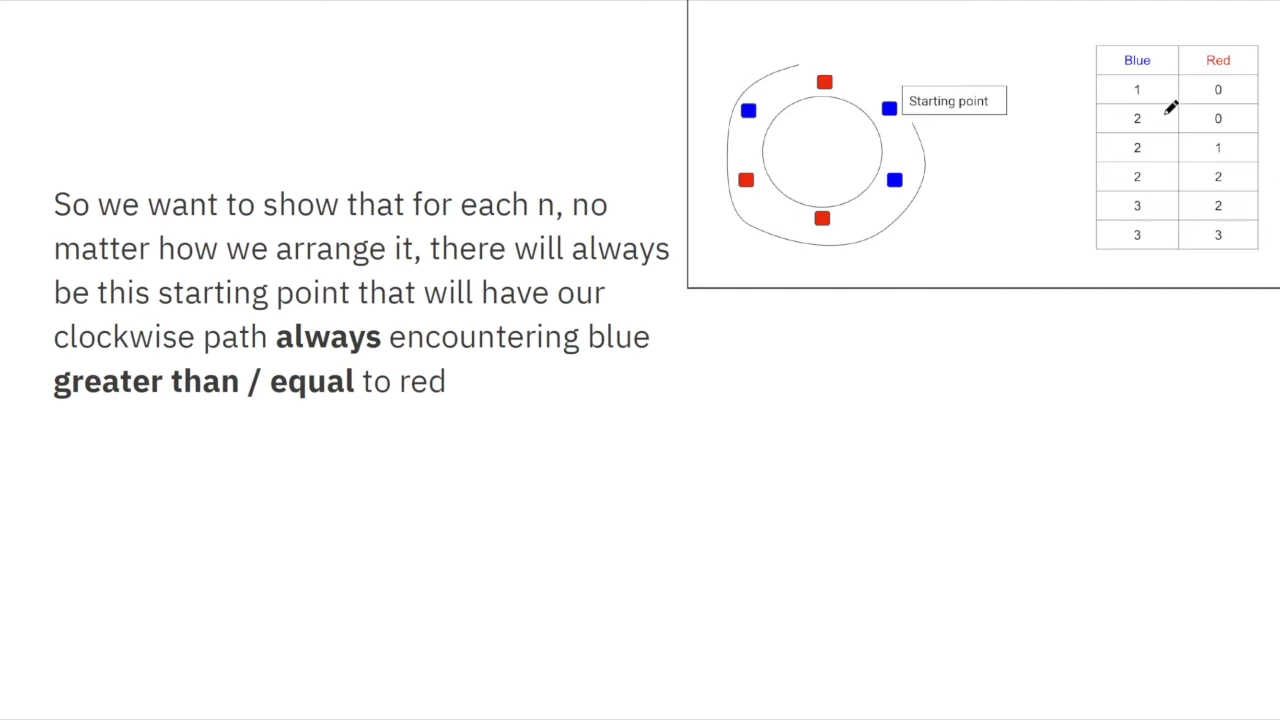 So we want to show that for each n, no
matter how we arrange it, there will always
be this starting point that will have our
clockwise path always encountering blue
greater than / equal to red
Starting point
Blue Red
1 0
2 0
2 1
2 2
3 2
3 3